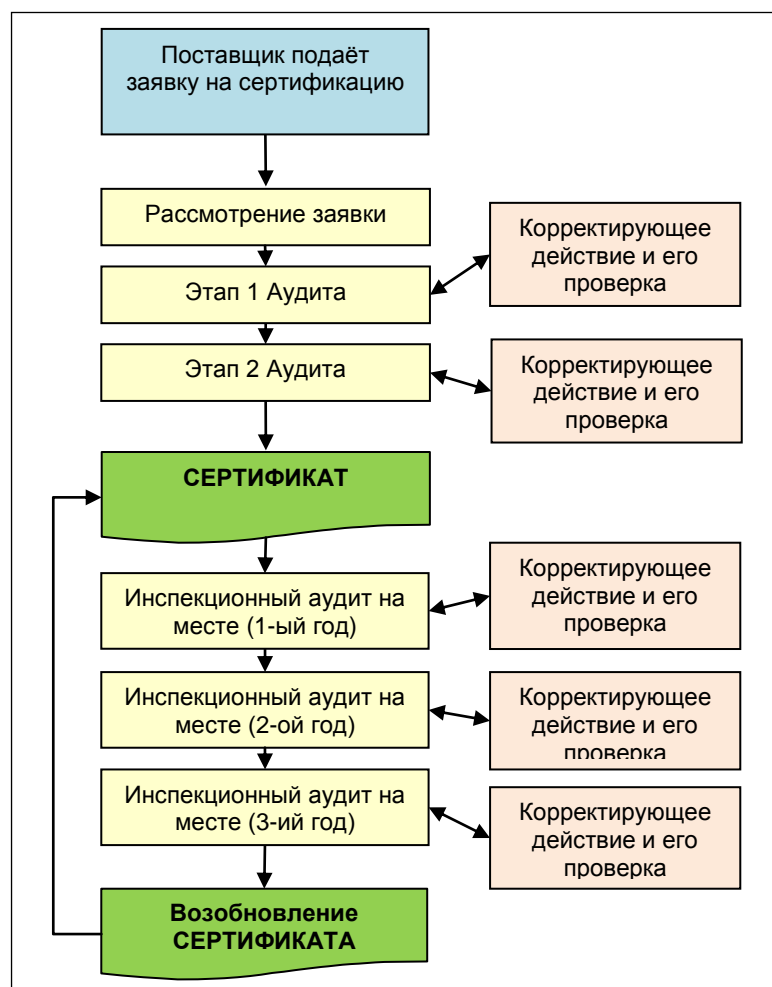 Поставщик подаёт
заявку на сертификацию
Рассмотрение заявки
Корректирующее
действие и его
проверка
Этап 1 Аудита
Этап 2 Аудита
Корректирующее
действие и его
проверка
СЕРТИФИКАТ
Инспекционный аудит на
месте (1-ый год)
Корректирующее
действие и его
проверка
Инспекционный аудит на
месте (2-ой год)
Корректирующее
действие и его
проверка
Инспекционный аудит на
месте (3-ий год)
Корректирующее
действие и его
проверка
Возобновление
СЕРТИФИКАТА